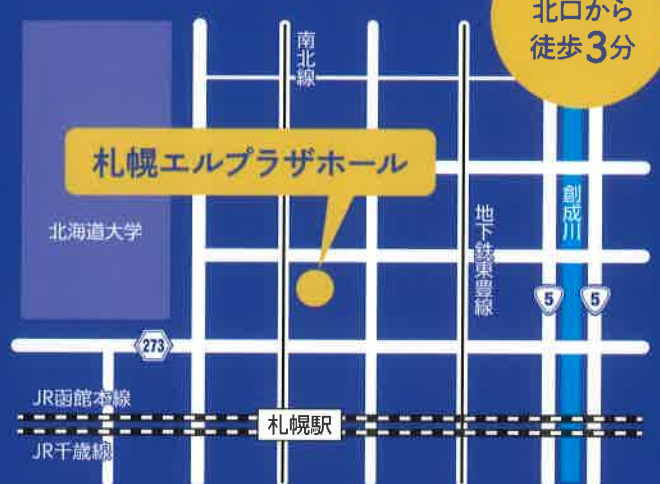 北口から
徒歩3分
南北線
札幌エルプラザホール
北海道大学
地下鉄東豊線
創成川
5
5
273
JR函館本線
札幌駅
JR千歳線